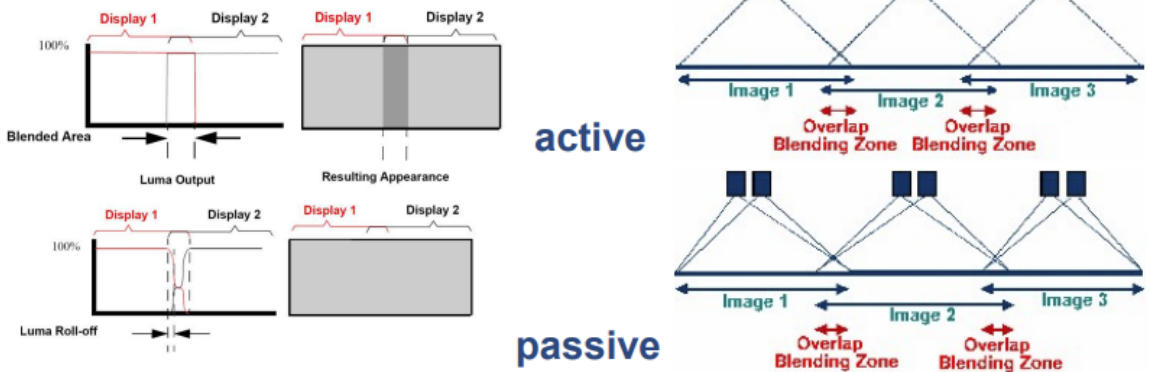 Display 1 Display 2 Display 1 Display 2
100%
Blended Area
Luma Output Resulting Appearance
Display 1 Display 2 Display 1 Display 2
100%
Luma Roll-off
active
passive
Image 1 Image 3
Image 2
Overlap Overlap
Blending Zone Blending Zone
Image 1 Image 3
Image 2
Overlap Overlap
Blending Zone Blending Zone